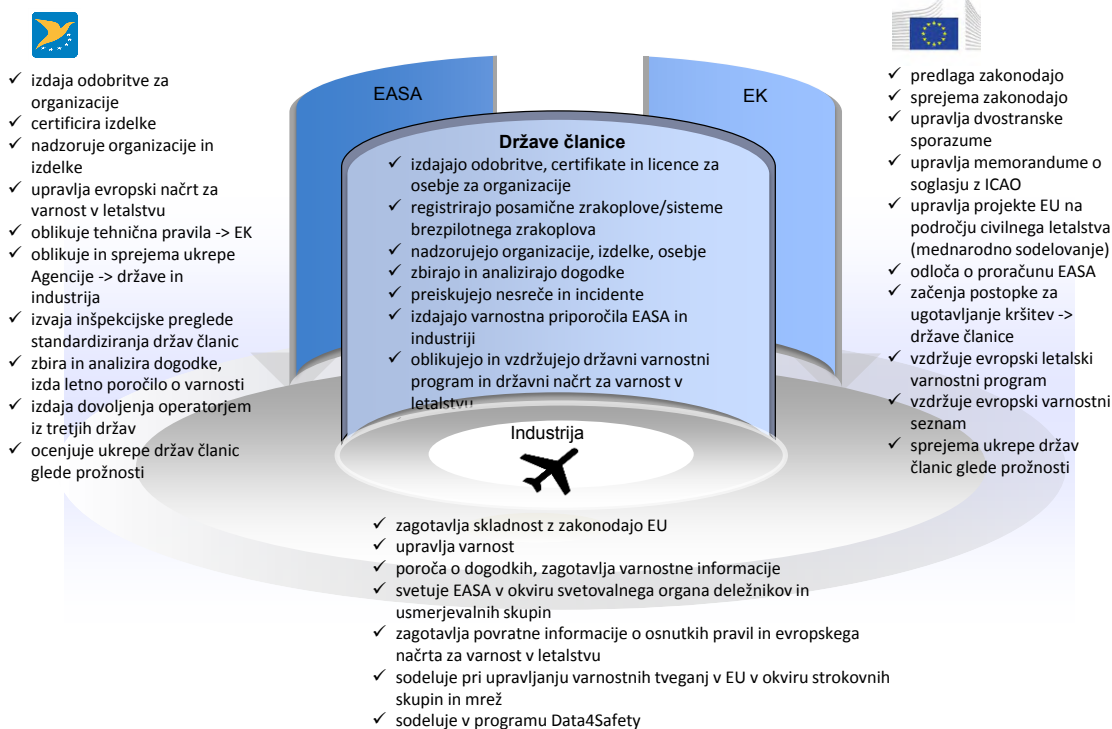 ✓ izdaja odobritve za
organizacije
✓ certificira izdelke
✓ nadzoruje organizacije in
izdelke
✓ upravlja evropski načrt za
varnost v letalstvu
✓ oblikuje tehnična pravila -> EK
✓ oblikuje in sprejema ukrepe
Agencije -> države in
industrija
✓ izvaja inšpekcijske preglede
standardiziranja držav članic
✓ zbira in analizira dogodke,
izda letno poročilo o varnosti
✓ izdaja dovoljenja operatorjem
iz tretjih držav
✓ ocenjuje ukrepe držav članic
glede prožnosti
EASA
Države članice
✓ izdajajo odobritve, certifikate in licence za
osebje za organizacije
✓ registrirajo posamične zrakoplove/sisteme
brezpilotnega zrakoplova
✓ nadzorujejo organizacije, izdelke, osebje
✓ zbirajo in analizirajo dogodke
✓ preiskujejo nesreče in incidente
✓ izdajajo varnostna priporočila EASA in
industriji
✓ oblikujejo in vzdržujejo državni varnostni
program in državni načrt za varnost v
letalstvu
EK
✓ predlaga zakonodajo
✓ sprejema zakonodajo
✓ upravlja dvostranske
sporazume
✓ upravlja memorandume o
soglasju z ICAO
✓ upravlja projekte EU na
področju civilnega letalstva
(mednarodno sodelovanje)
✓ odloča o proračunu EASA
✓ začenja postopke za
ugotavljanje kršitev ->
države članice
✓ vzdržuje evropski letalski
varnostni program
✓ vzdržuje evropski varnostni
seznam
✓ sprejema ukrepe držav
članic glede prožnosti
Industrija
✓ zagotavlja skladnost z zakonodajo EU
✓ upravlja varnost
✓ poroča o dogodkih, zagotavlja varnostne informacije
✓ svetuje EASA v okviru svetovalnega organa deležnikov in
usmerjevalnih skupin
✓ zagotavlja povratne informacije o osnutkih pravil in evropskega
načrta za varnost v letalstvu
✓ sodeluje pri upravljanju varnostnih tveganj v EU v okviru strokovnih
skupin in mrež
✓ sodeluje v programu Data4Safety